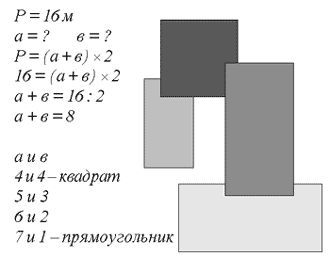 P = 16 м
а = ? в = ?
P = (а + в) × 2
16 = (а + в) × 2
а + в = 16 : 2
а + в = 8
а и в
4 и 4 – квадрат
5 и 3
6 и 2
7 и 1 – прямоугольник